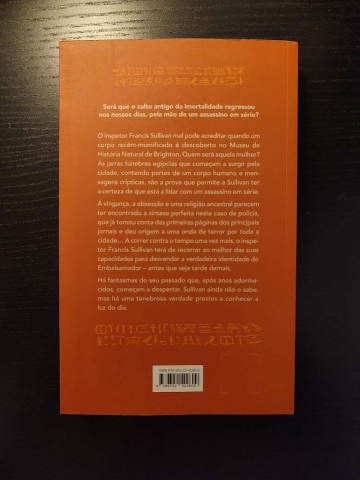 Será que o culto antigo da Imortalidade regressou
nos nossos dias, pela mão de um assassino em série?
O inspetor Francis Sullivan mal pode acreditar quando um
corpo recém-mumificado é descoberto no Museu de
História Natural de Brighton. Quem será aquela mulher?
As jarras fúnebres egípcias que começam a surgir pela
cidade, contendo partes de um corpo humano e men-
sagens crípticas, são a prova que permite a Sullivan ter
a certeza de que está a lidar com um assassino em série.
A vingança, a obsessão e uma religião ancestral parecem
ter encontrado a síntese perfeita neste caso de polícia,
que já tomou conta das primeiras páginas dos principais
jornais e deu origem a uma onda de terror por toda a
cidade... A correr contra o tempo uma vez mais, o inspe-
tor Francis Sullivan terá de recorrer ao melhor das suas
capacidades para desvendar a verdadeira identidade do
Embalsamador – antes que seja tarde demais.
Há fantasmas do seu passado que, após anos adorme-
cidos, começam a despertar. Sullivan ainda não o sabe,
mas há uma tenebrosa verdade prestes a conhecer a
luz do dia.